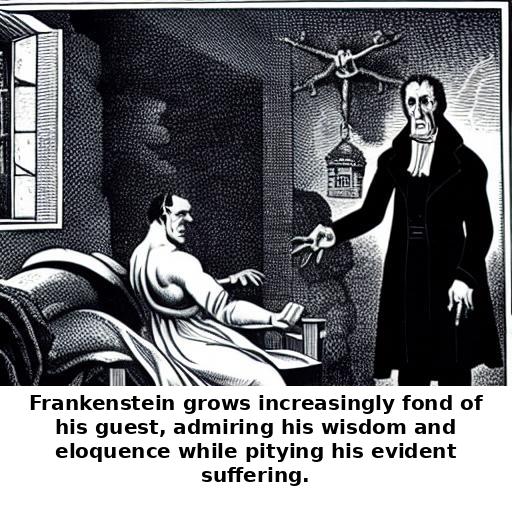 Frankenstein grows increasingly fond of
his guest, admiring his wisdom and
eloquence while pitying his evident
suffering.